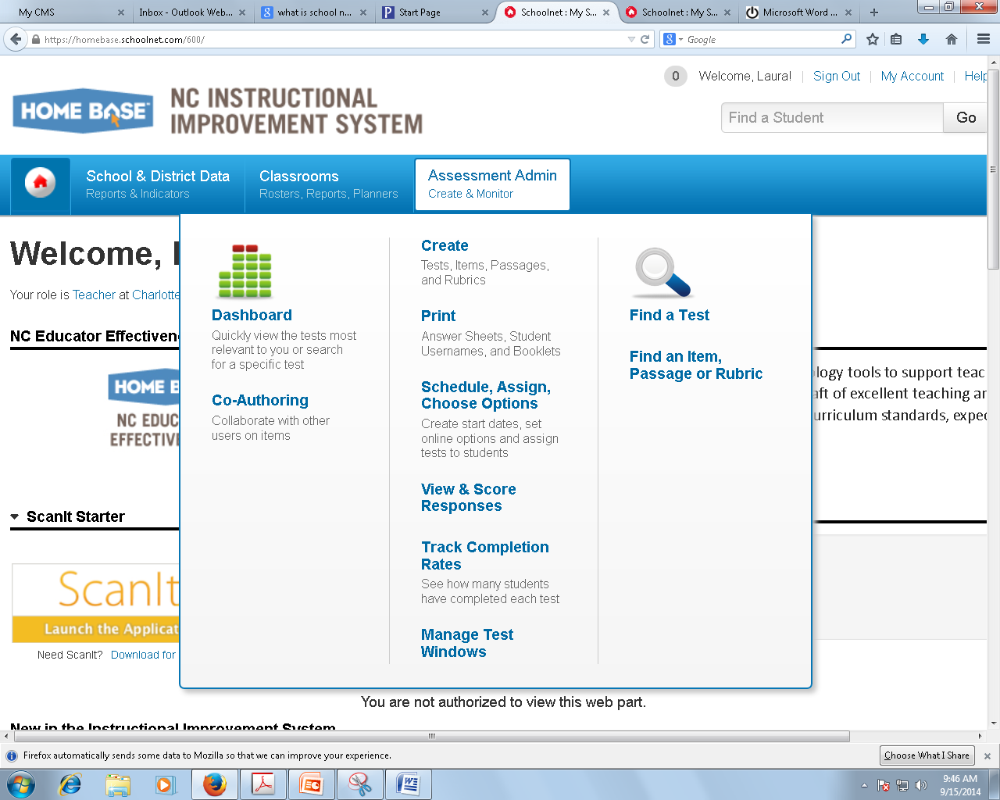 My CMS
Inbox - Outlook Web...
what is school n...
Start Page
Schoolnet : My S...
Schoolnet : My S...
Microsoft Word ...
https://homebase.schoolnet.com/600/
Google
0
Welcome, Laura!
Sign Out
My Account
Help
HOME BASE
NC INSTRUCTIONAL
IMPROVEMENT SYSTEM
Find a Student
Go
School & District Data
Reports & Indicators
Classrooms
Rosters, Reports, Planners
Assessment Admin
Create & Monitor
Welcome,
Your role is Teacher at Charlotte
NC Educator Effectiven
HOME B
NC EDUC
EFFECTIV
ology tools to support teac
aft of excellent teaching an
urriculum standards, expec
Dashboard
Quickly view the tests most
relevant to you or search
for a specific test
Co-Authoring
Collaborate with other
users on items
Create
Tests, Items, Passages,
and Rubrics
Print
Answer Sheets, Student
Usernames, and Booklets
Schedule, Assign,
Choose Options
Create start dates, set
online options and assign
tests to students
View & Score
Responses
Track Completion
Rates
See how many students
have completed each test
Manage Test
Windows
Find a Test
Find an Item,
Passage or Rubric
ScanIt Starter
ScanIt
Launch the Applicat
Need ScanIt? Download for
You are not authorized to view this web part.
New in the Instructional Improvement System
Firefox automatically sends some data to Mozilla so that we can improve your experience.
Choose What I Share
9:46 AM
9/15/2014